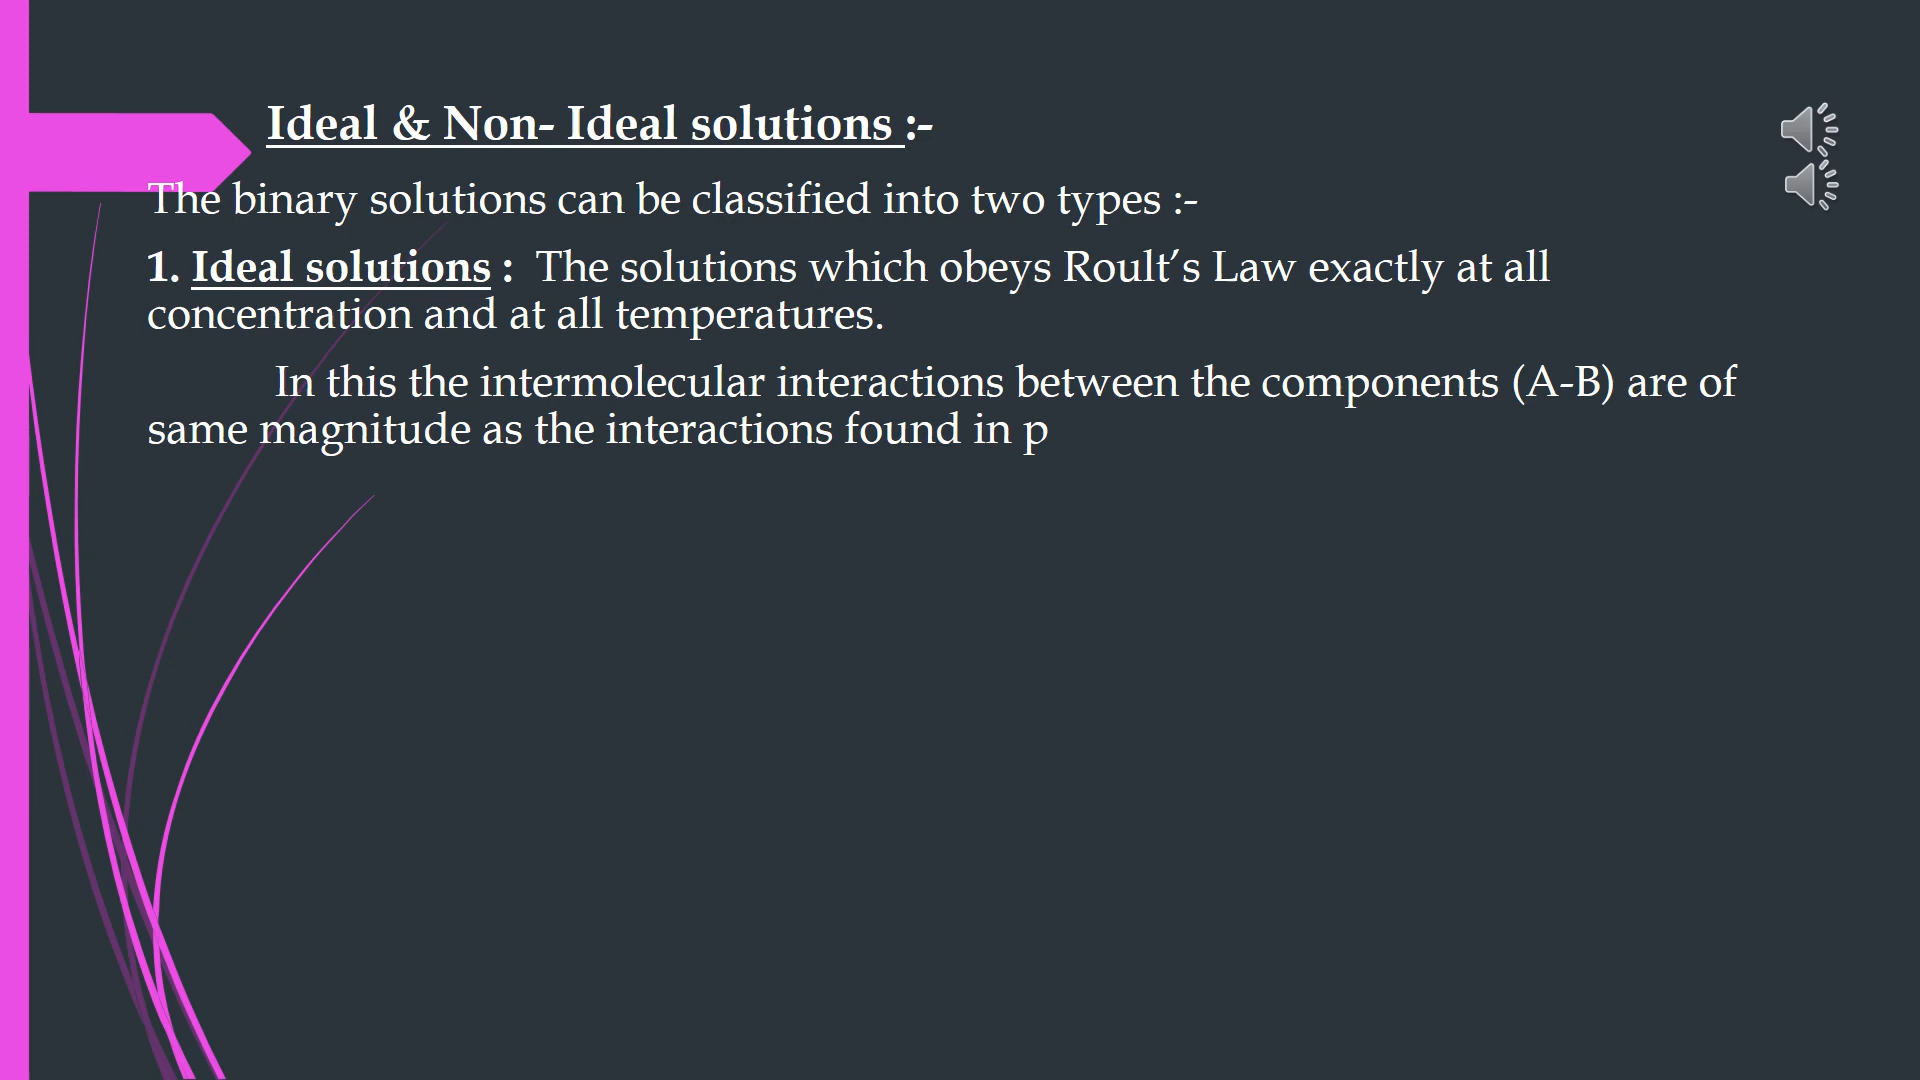 Ideal & Non- Ideal solutions :-
The binary solutions can be classified into two types :-
1. Ideal solutions :  The solutions which obeys Roult’s Law exactly at all
concentration and at all temperatures.
In this the intermolecular interactions between the components (A-B) are of
same magnitude as the interactions found in p